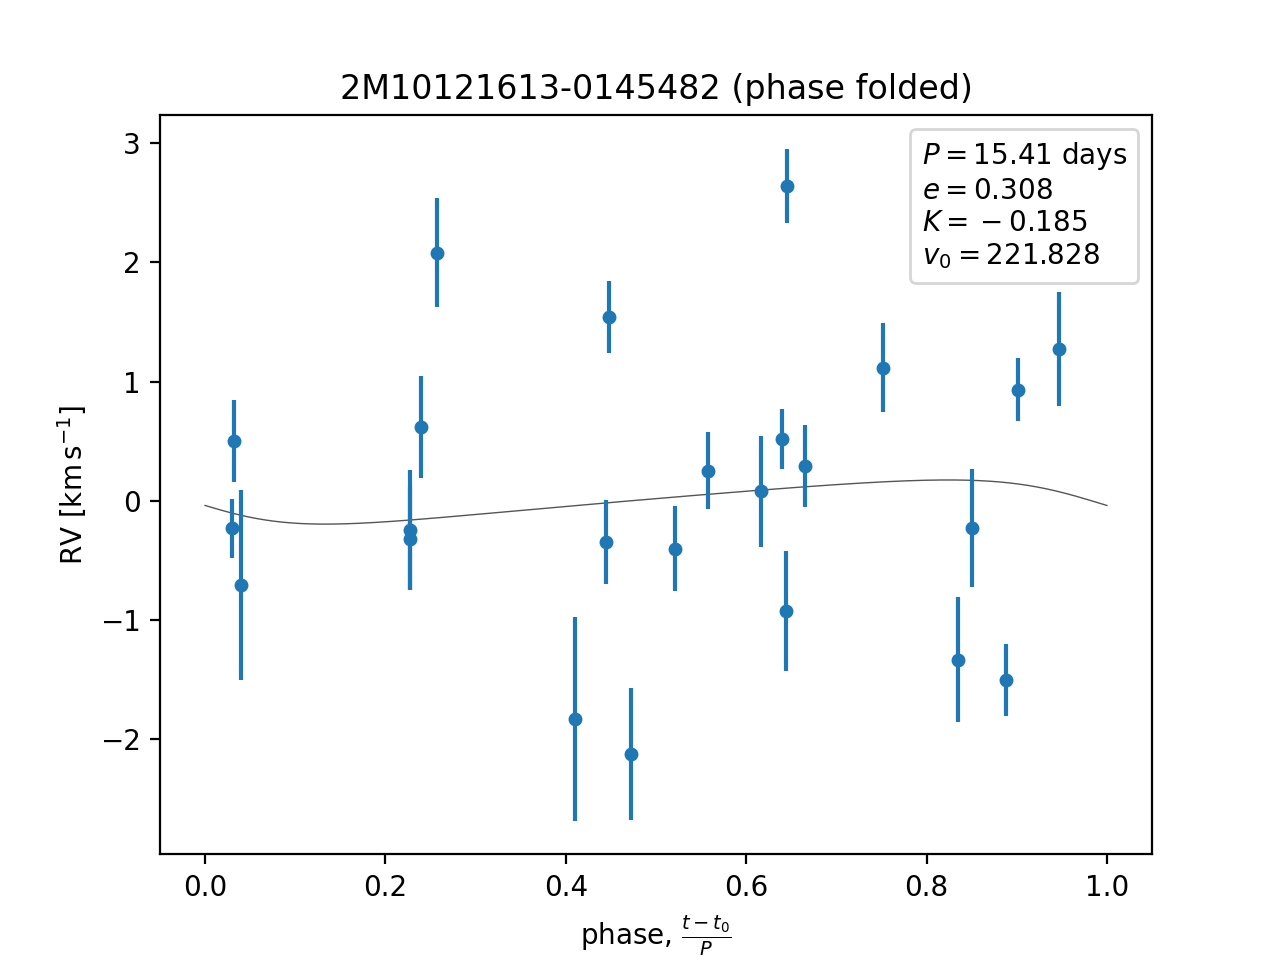 2M10121613-0145482 (phase folded)
P = 15.41 days
e = 0.308
K = −0.185
v₀ = 221.828
3
2
1
0
−1
−2
RV [km s⁻¹]
0.0 0.2 0.4 0.6 0.8 1.0
phase, (t − t₀)/P